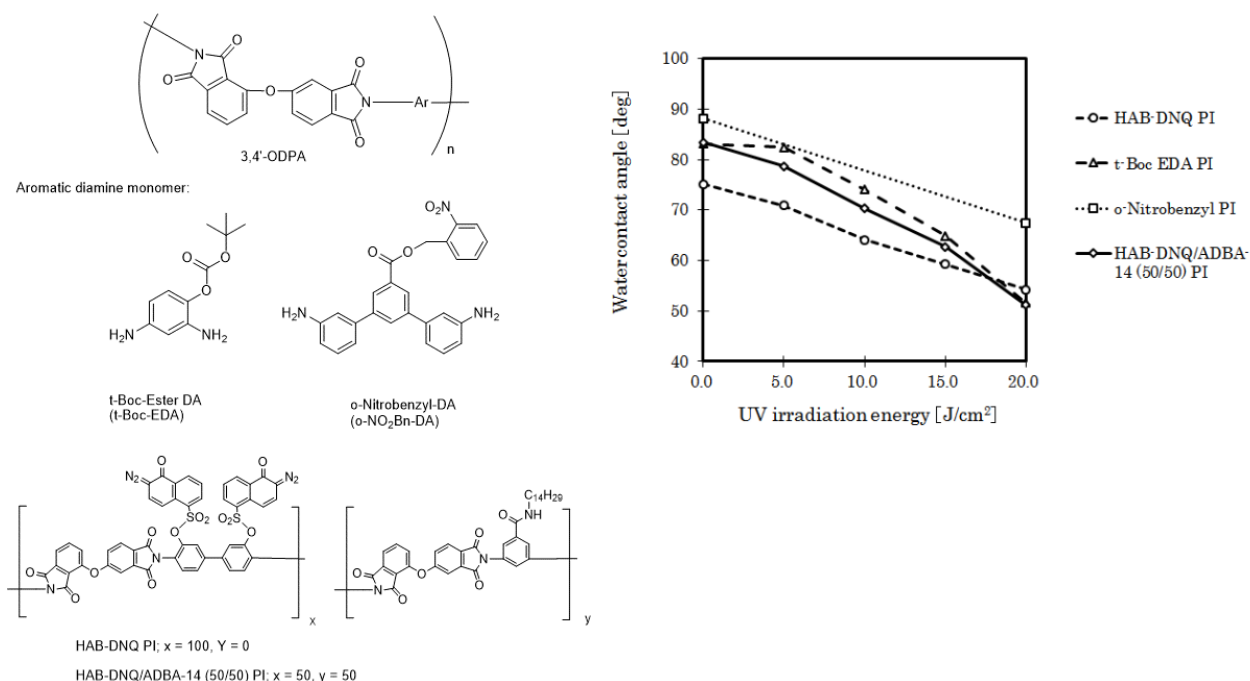 O
O
N
O
O
O
O
N
Ar
n
3,4'-ODPA
Aromatic diamine monomer:
O
O
O
H₂N
NH₂
t-Boc-Ester DA
(t-Boc-EDA)
O₂N
O
O
H₂N
NH₂
o-Nitrobenzyl-DA
(o-NO₂Bn-DA)
N₂
O
O
N₂
SO₂
O₂S
O
O
O
O
N
O
O
O
N
O
x
C₁₄H₂₉
O
NH
O
O
N
O
O
O
N
O
y
HAB-DNQ PI; x = 100, Y = 0
HAB-DNQ/ADBA-14 (50/50) PI; x = 50, y = 50
Watercontact angle [deg]
100
90
80
70
60
50
40
0.0 5.0 10.0 15.0 20.0
UV irradiation energy [J/cm²]
HAB-DNQ PI
t-Boc EDA PI
o-Nitrobenzyl PI
HAB-DNQ/ADBA-
14 (50/50) PI